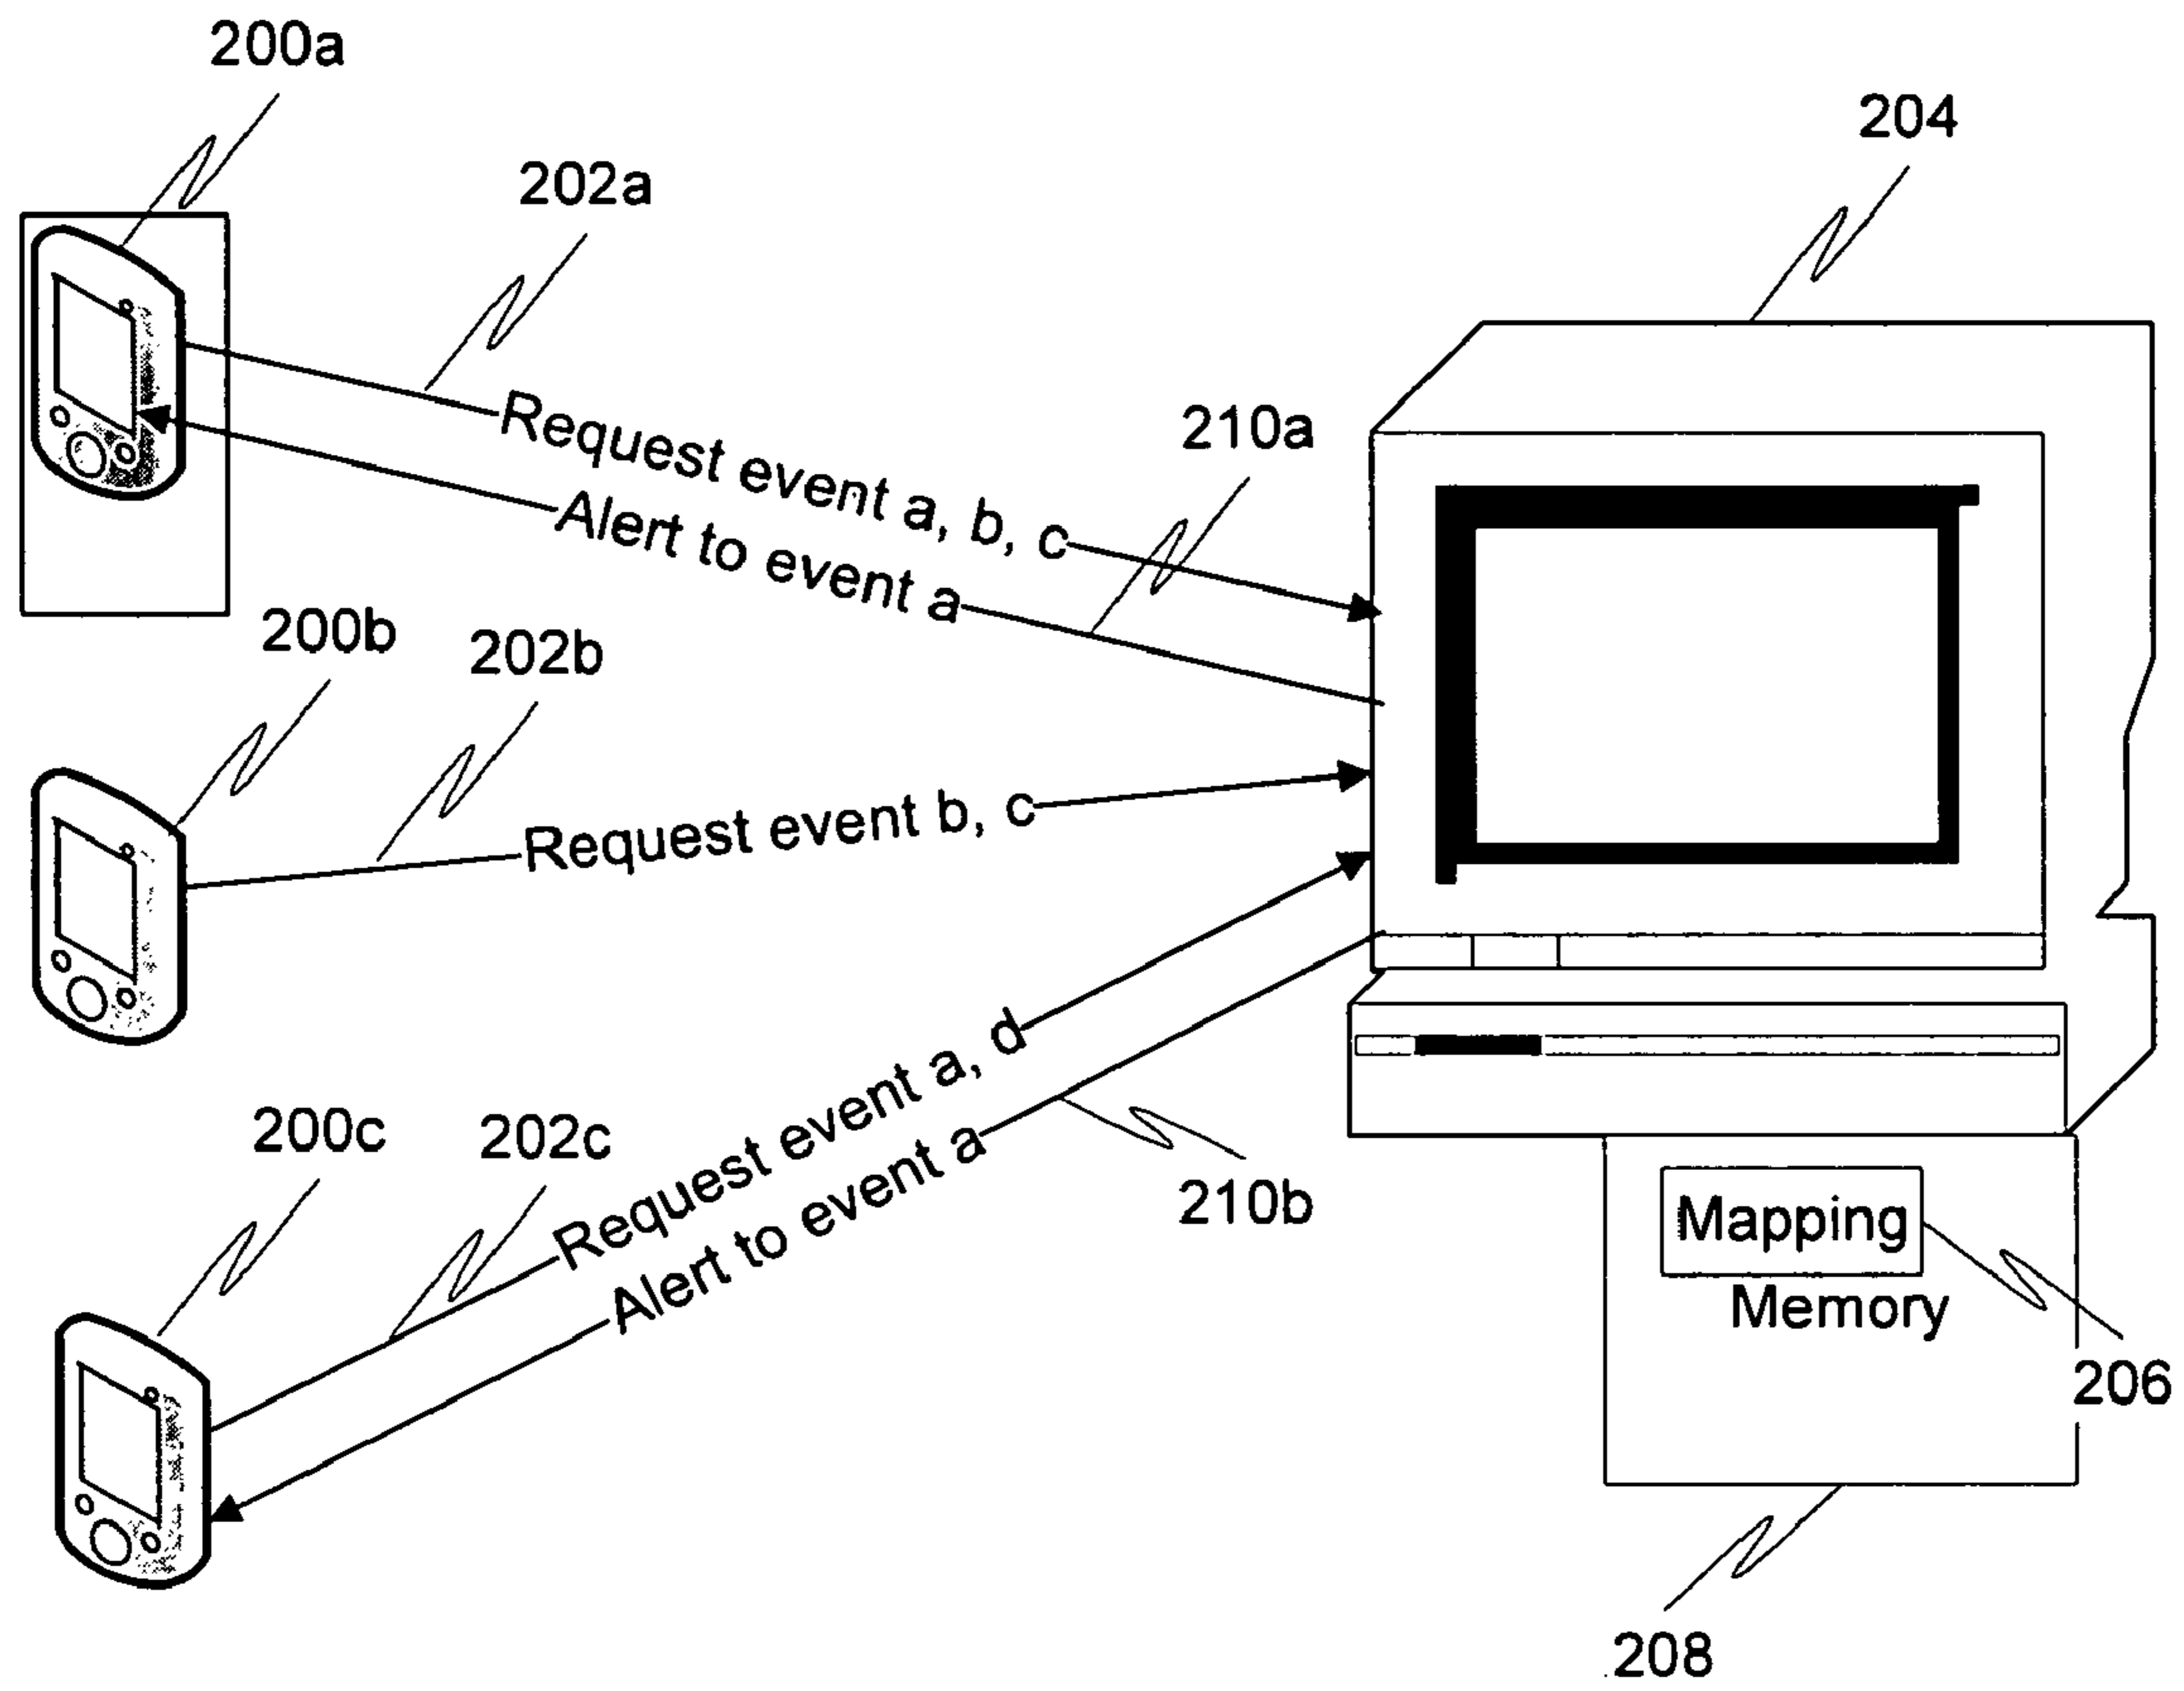 200a
204
202a
210a
Request event a, b, c
Alert to event a
200b
202b
Request event b, c
200c
202c
Request event a, d
Alert to event a
210b
Mapping
Memory
206
208